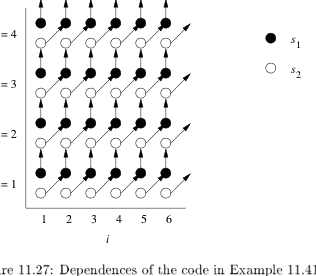 = 4
s1
s2
= 3
= 2
= 1
1 2 3 4 5 6
i
re 11.27: Dependences of the code in Example 11.41